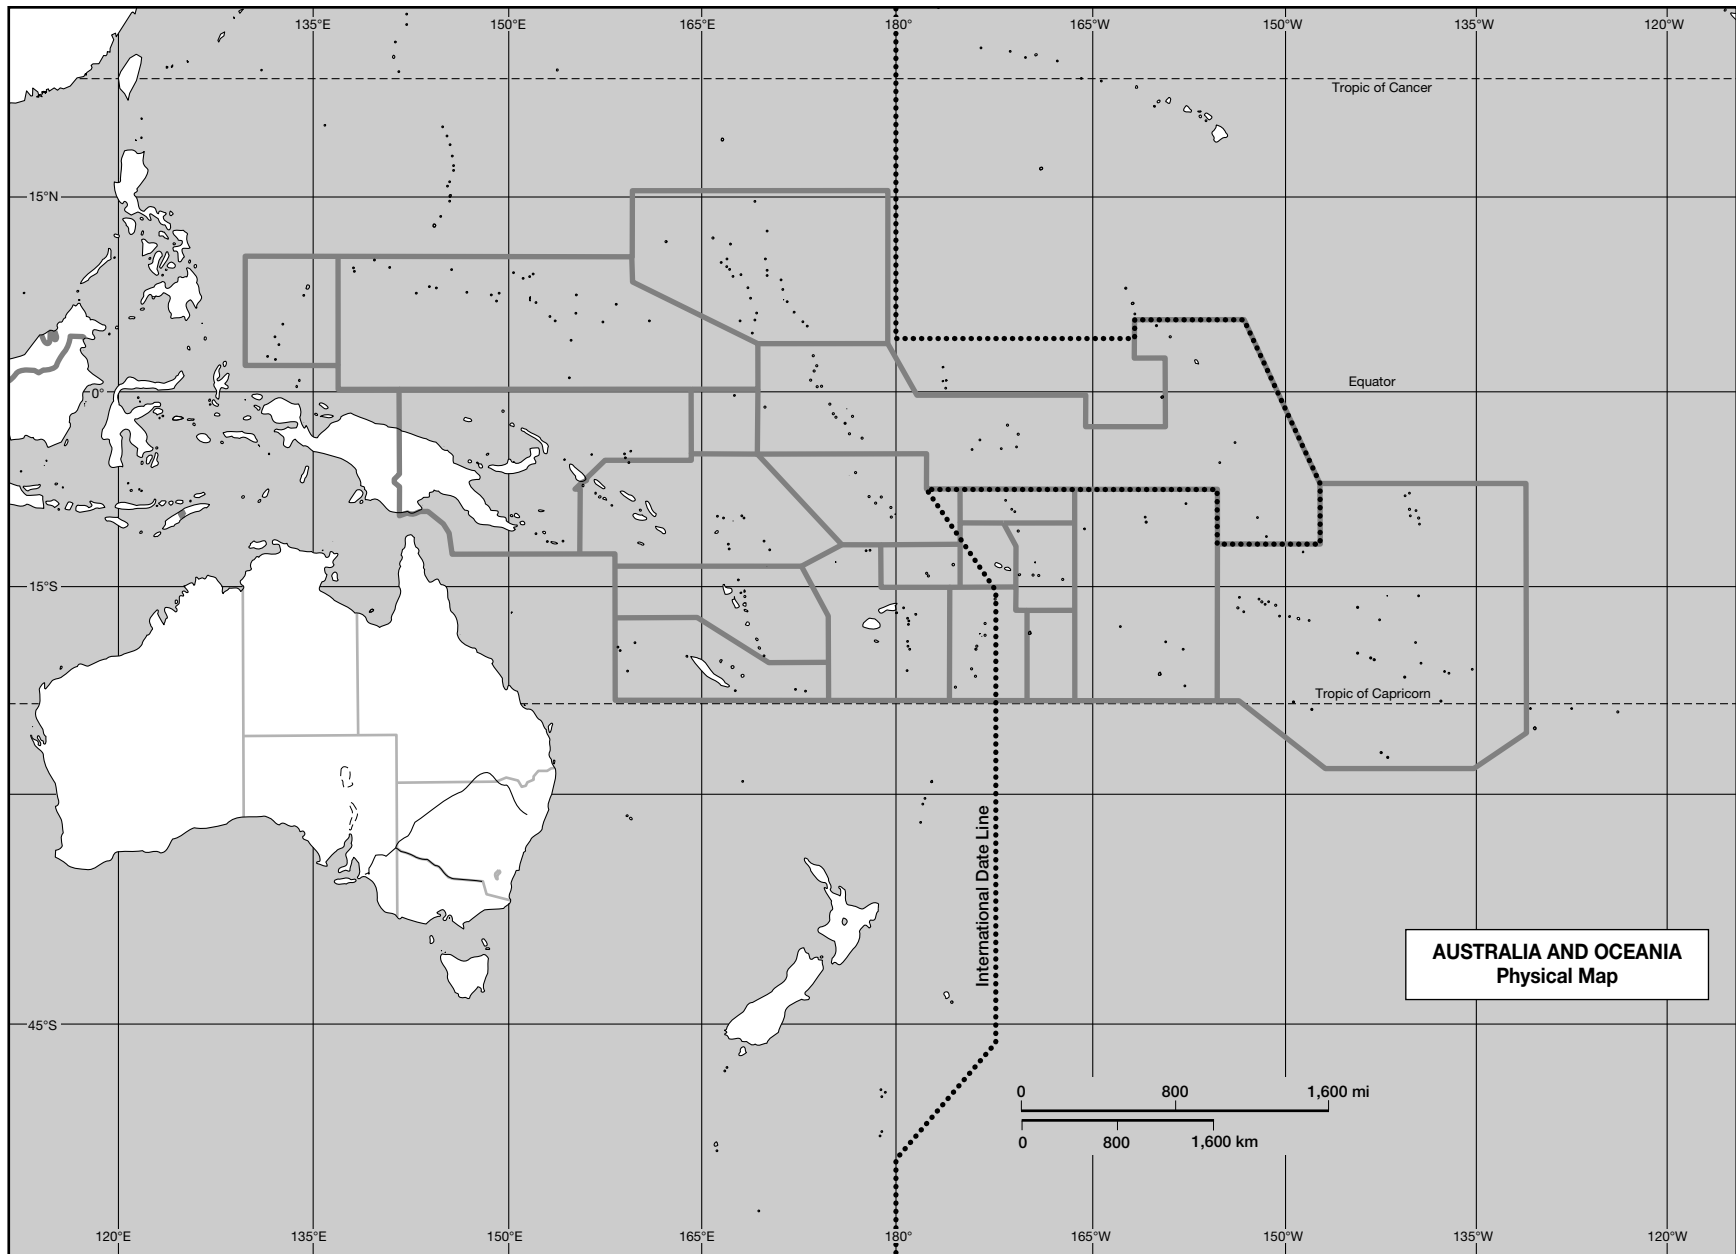 135°E 150°E 165°E 180° 165°W 150°W 135°W 120°W
Tropic of Cancer
15°N
Equator
0°
15°S
Tropic of Capricorn
International Date Line
AUSTRALIA AND OCEANIA
Physical Map
45°S
0 800 1,600 mi
0 800 1,600 km
120°E 135°E 150°E 165°E 180° 165°W 150°W 135°W 120°W